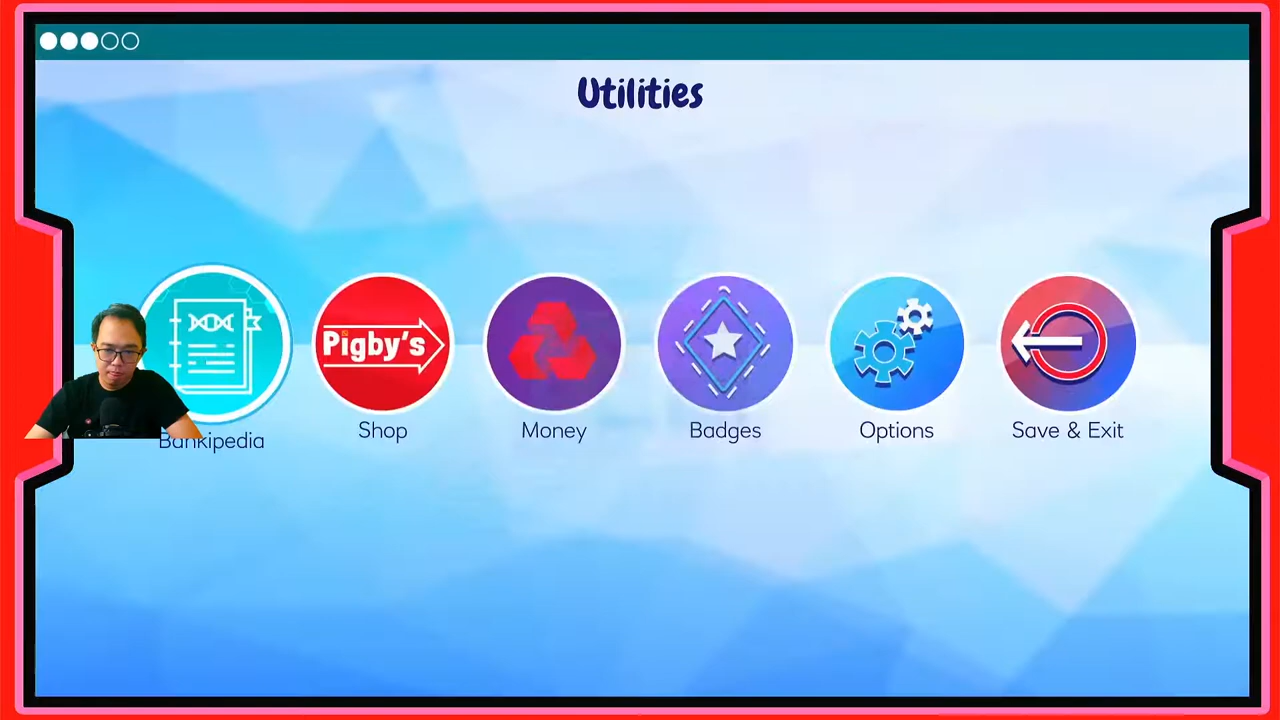 Utilities
Pigby's
Bankipedia
Shop
Money
Badges
Options
Save & Exit